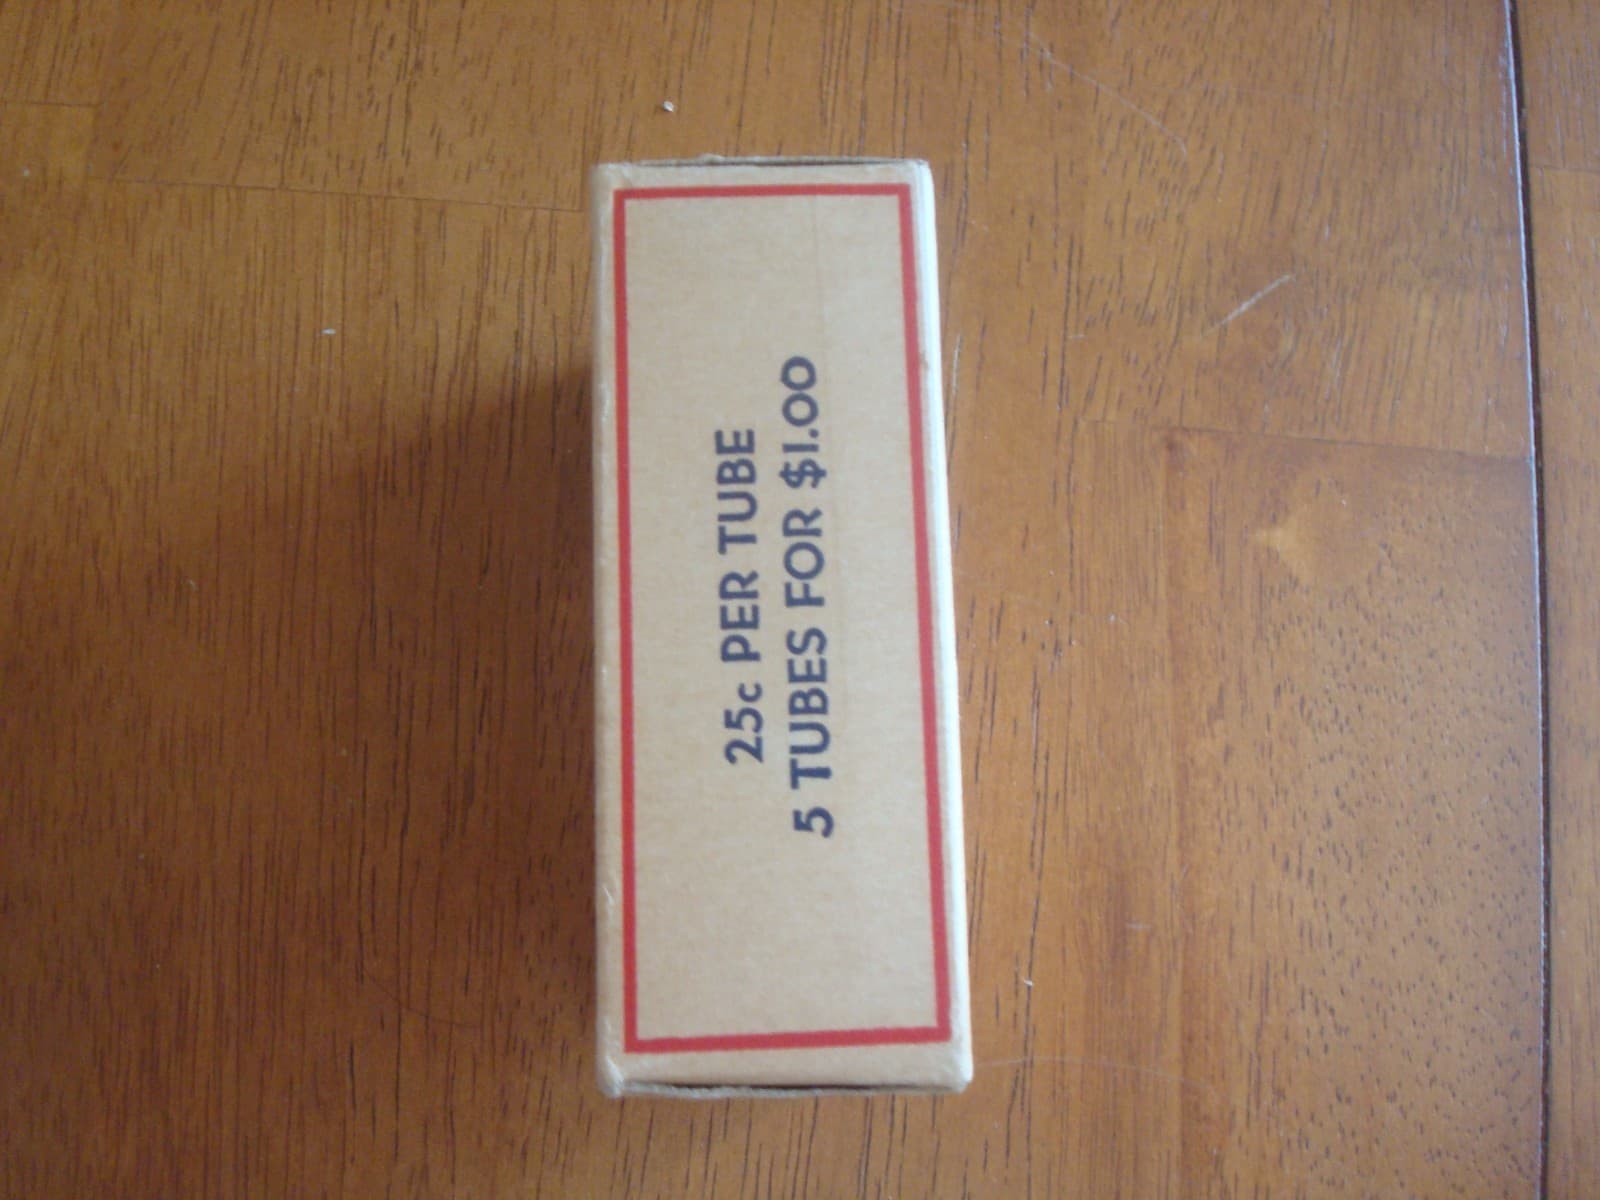 25c PER TUBE
5 TUBES FOR $1.00